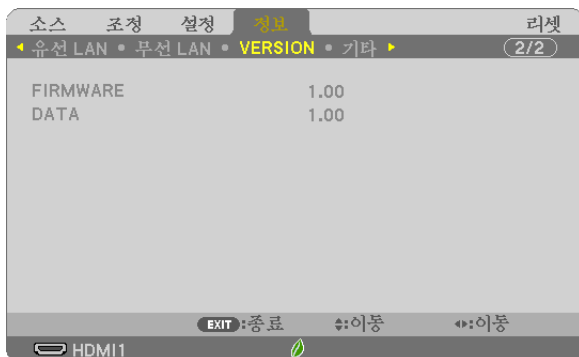 소스 조정 설정 정보 리셋
◀ 유선 LAN • 무선 LAN • VERSION • 기타 ▶ 2/2
FIRMWARE 1.00
DATA 1.00
EXIT:종료 :이동 :이동
HDMI1